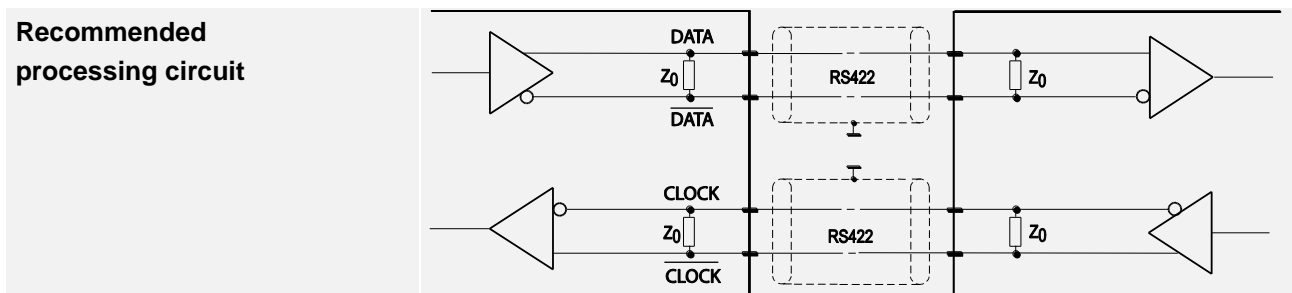 Recommended
processing circuit
DATA
Z0
RS422
Z0
DATA
CLOCK
Z0
RS422
Z0
CLOCK